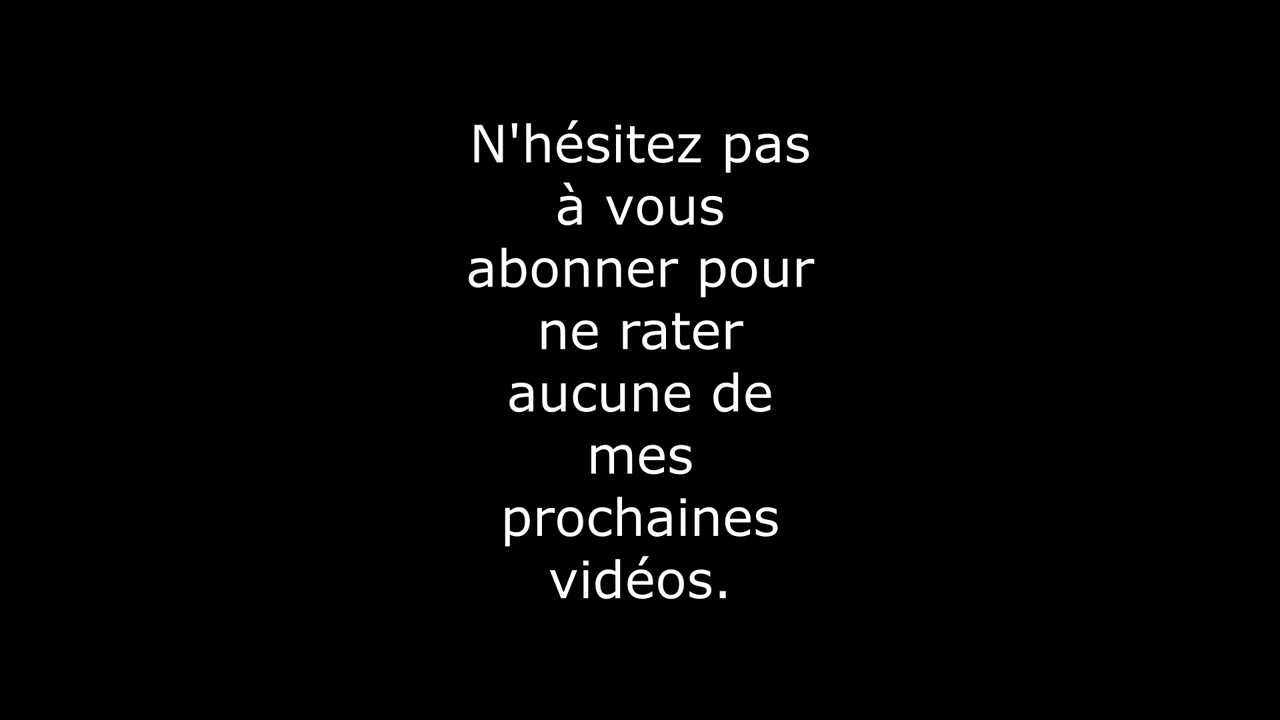 N'hésitez pas
à vous
abonner pour
ne rater
aucune de
mes
prochaines
vidéos.